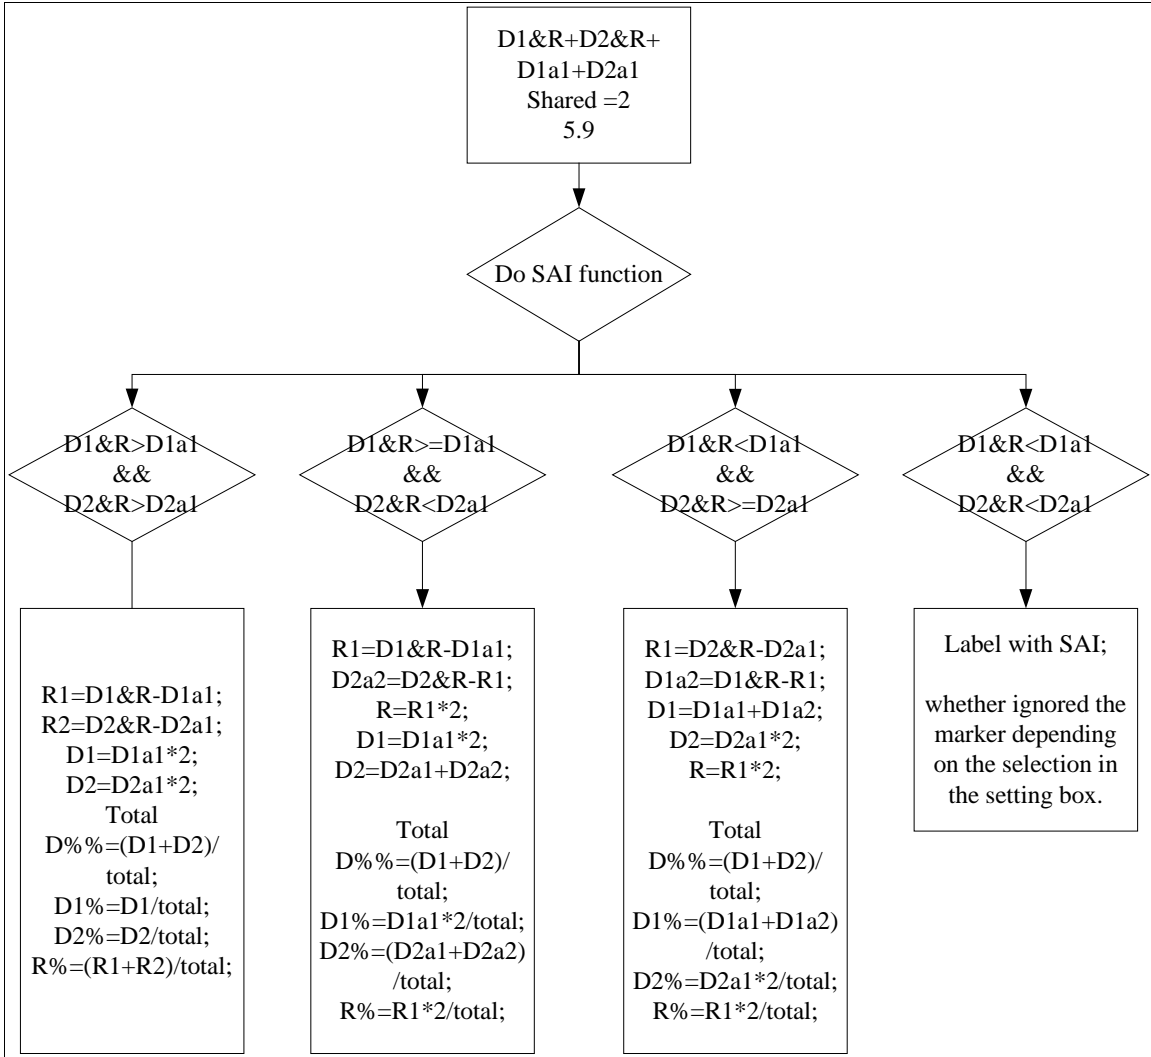 D1&R+D2&R+
D1a1+D2a1
Shared =2
5.9
Do SAI function
D1&R>D1a1
&&
D2&R>D2a1
D1&R>=D1a1
&&
D2&R<D2a1
D1&R<D1a1
&&
D2&R>=D2a1
D1&R<D1a1
&&
D2&R<D2a1
R1=D1&R-D1a1;
R2=D2&R-D2a1;
D1=D1a1*2;
D2=D2a1*2;
Total
D%%=(D1+D2)/
total;
D1%=D1/total;
D2%=D2/total;
R%=(R1+R2)/total;
R1=D1&R-D1a1;
D2a2=D2&R-R1;
R=R1*2;
D1=D1a1*2;
D2=D2a1+D2a2;
Total
D%%=(D1+D2)/
total;
D1%=D1a1*2/total;
D2%=(D2a1+D2a2)
/total;
R%=R1*2/total;
R1=D2&R-D2a1;
D1a2=D1&R-R1;
D1=D1a1+D1a2;
D2=D2a1*2;
R=R1*2;
Total
D%%=(D1+D2)/
total;
D1%=(D1a1+D1a2)
/total;
D2%=D2a1*2/total;
R%=R1*2/total;
Label with SAI;
whether ignored the
marker depending
on the selection in
the setting box.